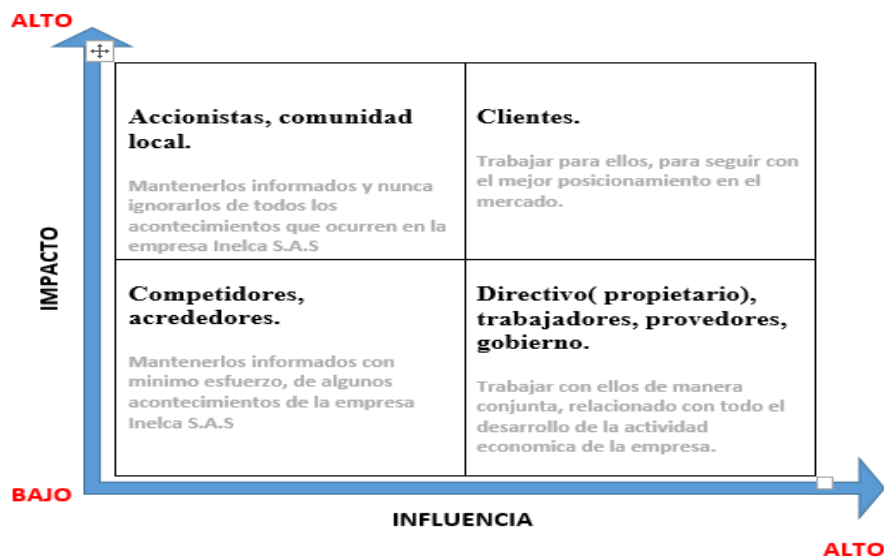 ALTO
Accionistas, comunidad
local.
Mantenerlos informados y nunca
ignorarlos de todos los
acontecimientos que ocurren en la
empresa Inelca S.A.S
Clientes.
Trabajar para ellos, para seguir con
el mejor posicionamiento en el
mercado.
IMPACTO
Competidores,
acrededores.
Mantenerlos informados con
minimo esfuerzo, de algunos
acontecimientos de la empresa
Inelca S.A.S
Directivo( propietario),
trabajadores, provedores,
gobierno.
Trabajar con ellos de manera
conjunta, relacionado con todo el
desarrollo de la actividad
economica de la empresa.
BAJO
INFLUENCIA
ALTO